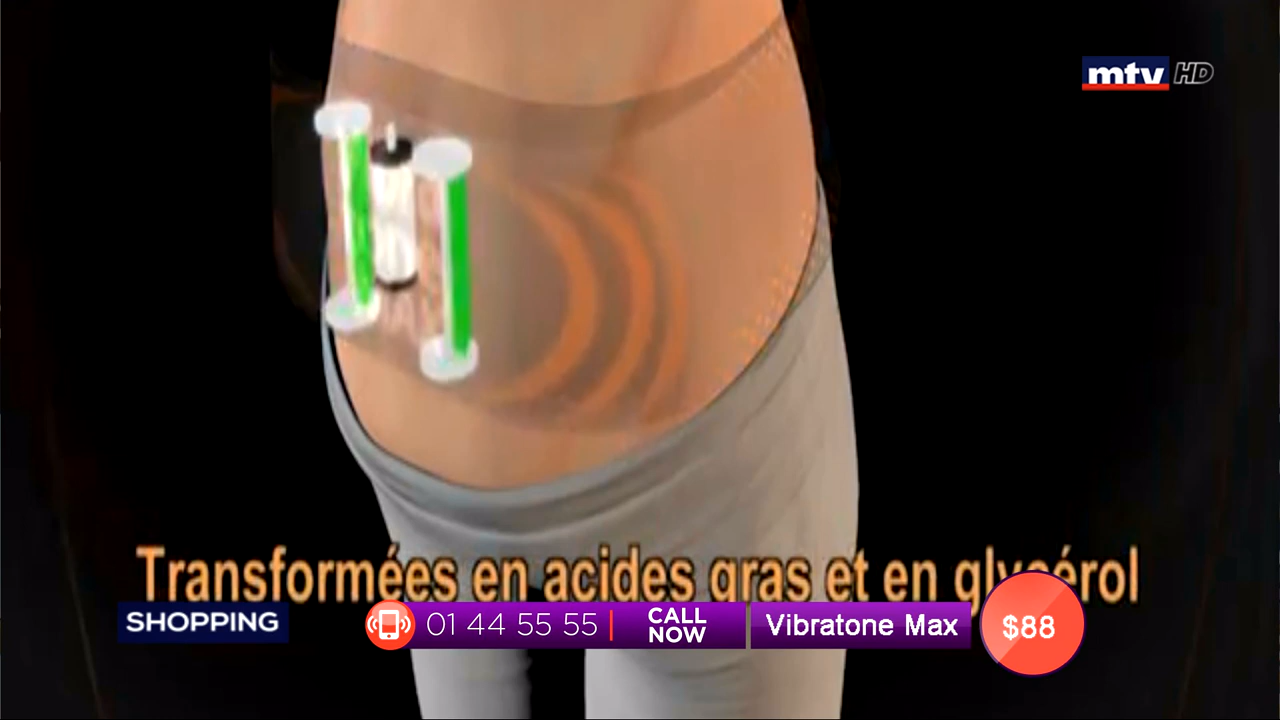 mtv HD
Transformées en acides gras et en glycérol
SHOPPING
01 44 55 55
CALL
NOW
Vibratone Max
$88